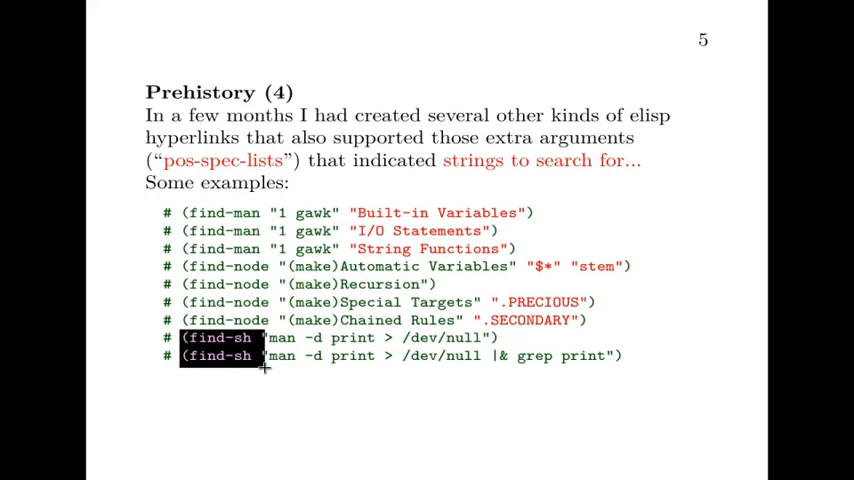 5
Prehistory (4)
In a few months I had created several other kinds of elisp
hyperlinks that also supported those extra arguments
(“pos-spec-lists”) that indicated strings to search for...
Some examples:
# (find-man "1 gawk" "Built-in Variables")
# (find-man "1 gawk" "I/O Statements")
# (find-man "1 gawk" "String Functions")
# (find-node "(make)Automatic Variables" "$*" "stem")
# (find-node "(make)Recursion")
# (find-node "(make)Special Targets" ".PRECIOUS")
# (find-node "(make)Chained Rules" ".SECONDARY")
# (find-sh "man -d print > /dev/null")
# (find-sh "man -d print > /dev/null |& grep print")